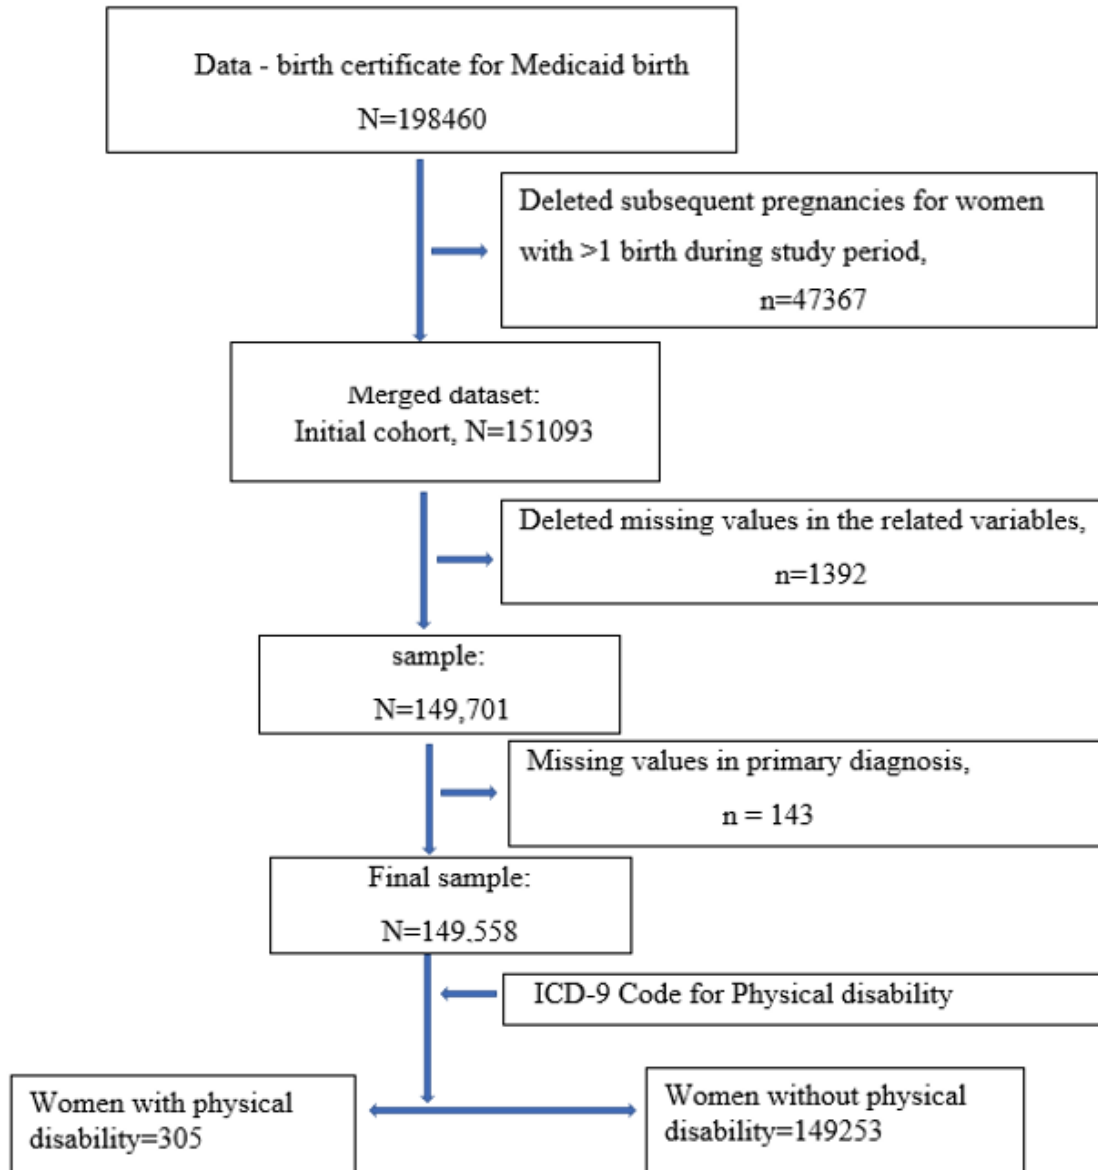 Data - birth certificate for Medicaid birth
N=198460
Deleted subsequent pregnancies for women
with >1 birth during study period,
n=47367
Merged dataset:
Initial cohort, N=151093
Deleted missing values in the related variables,
n=1392
sample:
N=149,701
Missing values in primary diagnosis,
n = 143
Final sample:
N=149,558
ICD-9 Code for Physical disability
Women with physical
disability=305
Women without physical
disability=149253